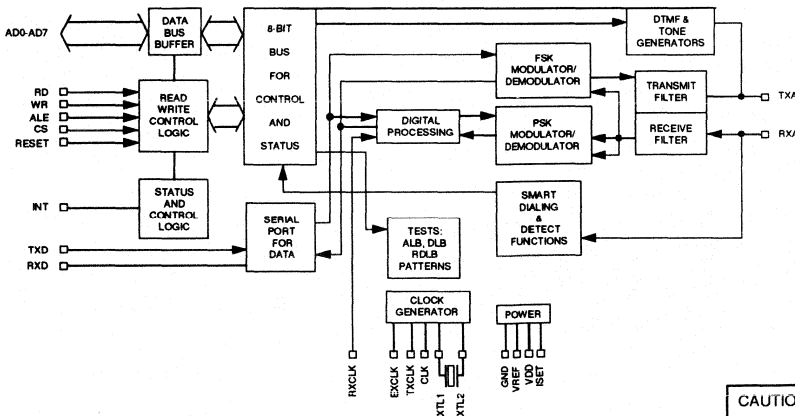 AD0-AD7
DATA
BUS
BUFFER
8-BIT
BUS
FOR
CONTROL
AND
STATUS
DTMF &
TONE
GENERATORS
RD
WR
ALE
CS
RESET
READ
WRITE
CONTROL
LOGIC
FSK
MODULATOR/
DEMODULATOR
TRANSMIT
FILTER
TXA
DIGITAL
PROCESSING
PSK
MODULATOR/
DEMODULATOR
RECEIVE
FILTER
INT
STATUS
AND
CONTROL
LOGIC
SMART
DIALING
&
DETECT
FUNCTIONS
TXD
RXD
SERIAL
PORT
FOR
DATA
TESTS:
ALB, DLB
RDLB
PATTERNS
CLOCK
GENERATOR
POWER
RXCLK
EXCLK
TXCLK
CLK
XTL1
XTL2
GND
VREF
VDD
ISET